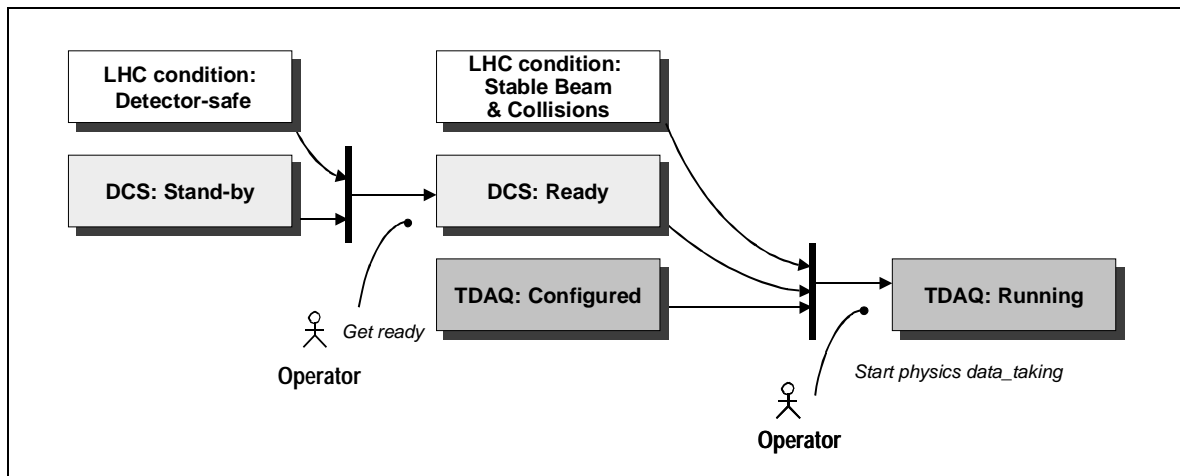 LHC condition:
Detector-safe
DCS: Stand-by
LHC condition:
Stable Beam
& Collisions
DCS: Ready
TDAQ: Configured
TDAQ: Running
Get ready
Operator
Start physics data_taking
Operator